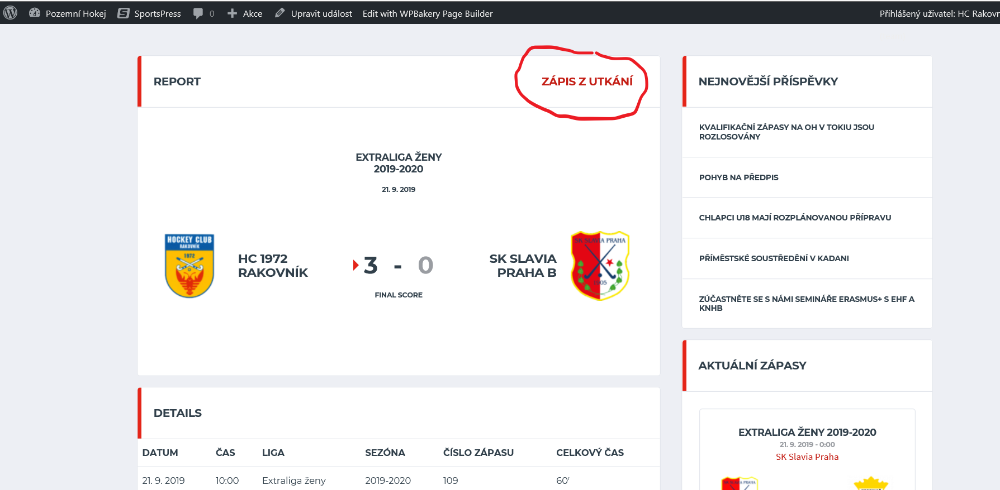 Pozemní Hokej SportsPress 0 Akce Upravit událost Edit with WPBakery Page Builder Přihlášený uživatel: HC Rakovn
REPORT
ZÁPIS Z UTKÁNÍ
EXTRALIGA ŽENY
2019-2020
21. 9. 2019
HOCKEY CLUB
RAKOVNÍK
1972
HC 1972
RAKOVNÍK
3 - 0
FINAL SCORE
SK SLAVIA
PRAHA B
SK SLAVIA PRAHA
1905
DETAILS
DATUM ČAS LIGA SEZÓNA ČÍSLO ZÁPASU CELKOVÝ ČAS
21. 9. 2019 10:00 Extraliga ženy 2019-2020 109 60'
NEJNOVĚJŠÍ PŘÍSPĚVKY
KVALIFIKAČNÍ ZÁPASY NA OH V TOKIU JSOU
ROZLOSOVÁNY
POHYB NA PŘEDPIS
CHLAPCI U18 MAJÍ ROZPLÁNOVANOU PŘÍPRAVU
PŘÍMĚSTSKÉ SOUSTŘEDĚNÍ V KADANI
ZÚČASTNĚTE SE S NÁMI SEMINÁŘE ERASMUS+ S EHF A
KNHB
AKTUÁLNÍ ZÁPASY
EXTRALIGA ŽENY 2019-2020
21. 9. 2019 - 0:00
SK Slavia Praha
SK SLAVIA PRAHA